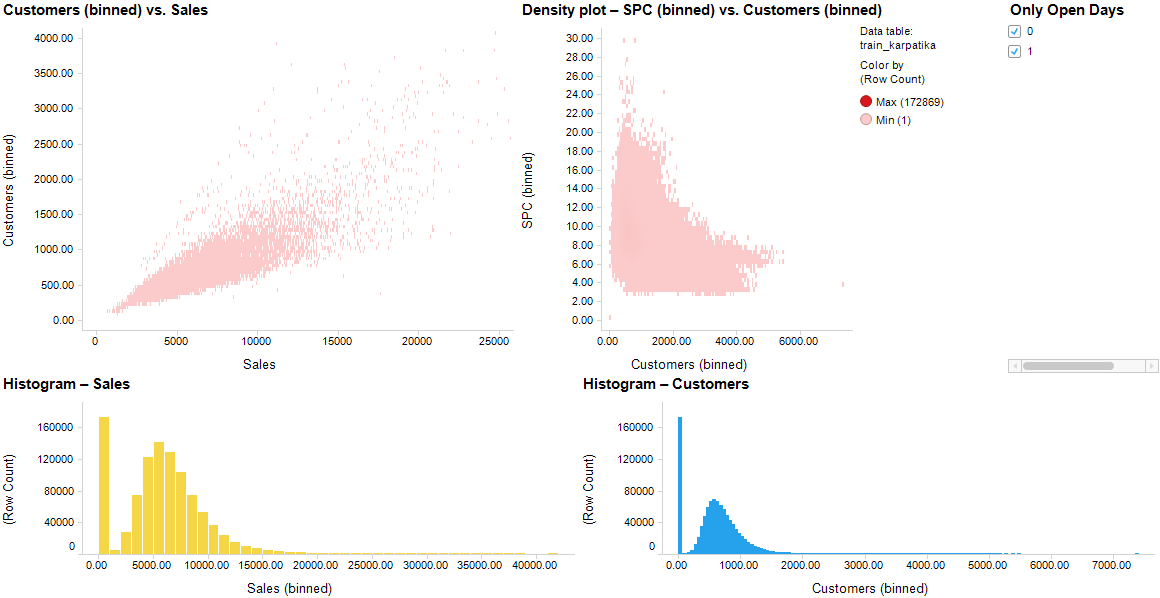 Customers (binned) vs. Sales
Customers (binned)
4000.00
3500.00
3000.00
2500.00
2000.00
1500.00
1000.00
500.00
0.00
0 5000 10000 15000 20000 25000
Sales
Density plot – SPC (binned) vs. Customers (binned)
SPC (binned)
30.00
28.00
26.00
24.00
22.00
20.00
18.00
16.00
14.00
12.00
10.00
8.00
6.00
4.00
2.00
0.00
0.00 2000.00 4000.00 6000.00
Customers (binned)
Data table:
train_karpatika
Color by
(Row Count)
Max (172869)
Min (1)
Only Open Days
0
1
Histogram – Sales
(Row Count)
160000
120000
80000
40000
0
0.00 5000.00 10000.00 15000.00 20000.00 25000.00 30000.00 35000.00 40000.00
Sales (binned)
Histogram – Customers
(Row Count)
160000
120000
80000
40000
0
0.00 1000.00 2000.00 3000.00 4000.00 5000.00 6000.00 7000.00
Customers (binned)